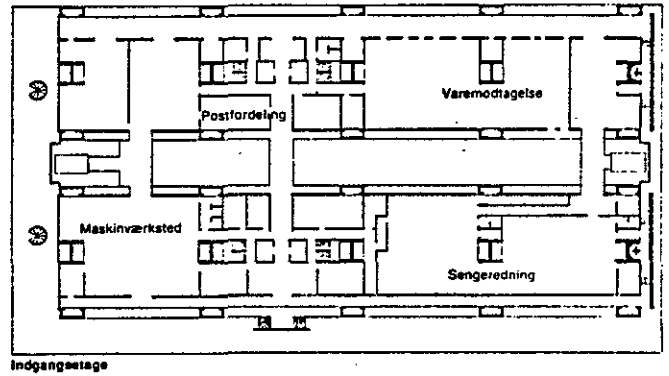 Varemodtagelse
Postfordeling
Maskinværksted
Sengeredning
Indgangsetage